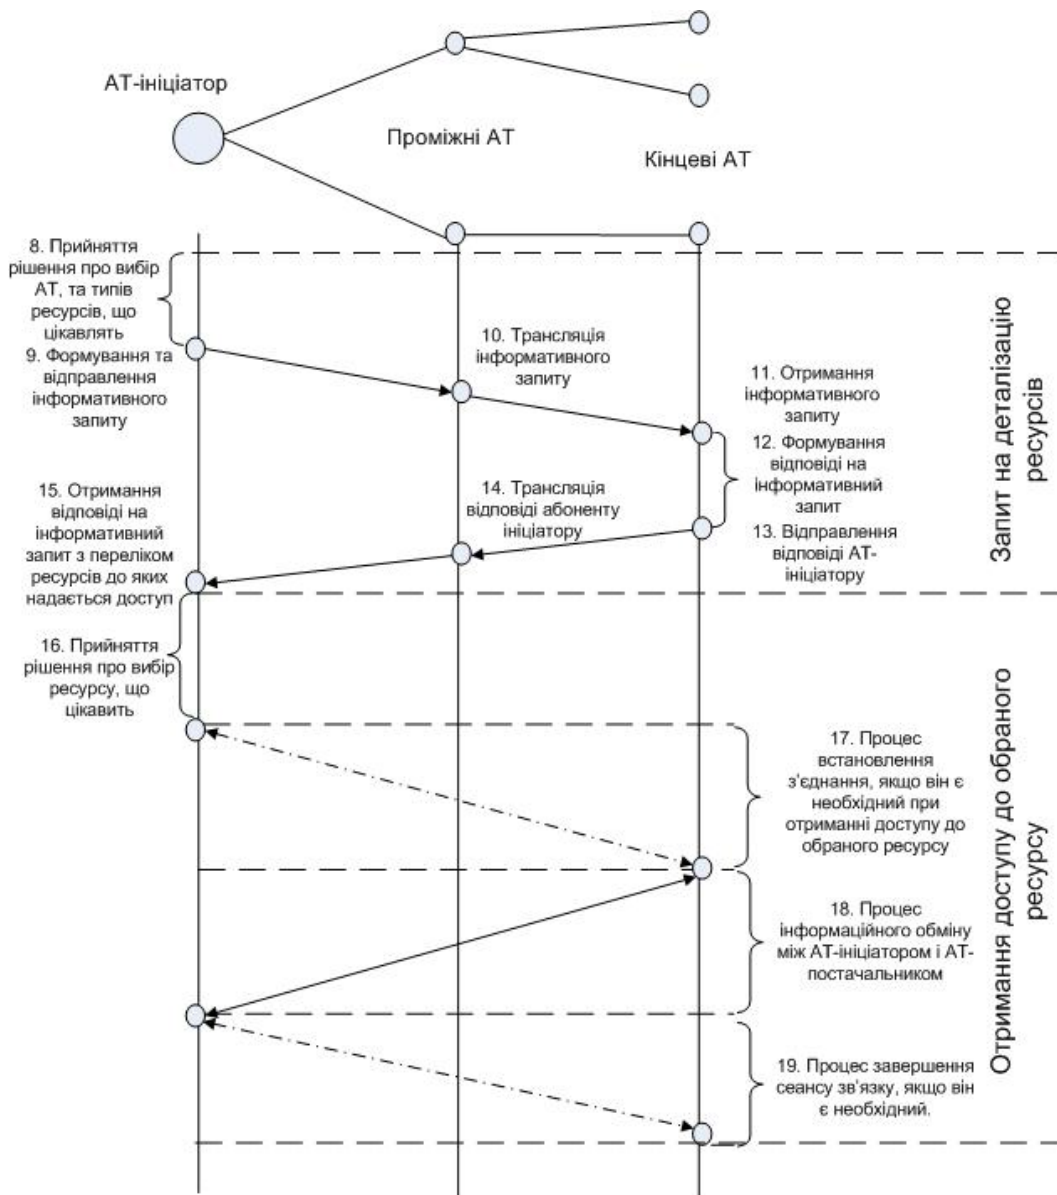 АТ-ініціатор
Проміжні АТ
Кінцеві АТ
8. Прийняття
рішення про вибір
АТ, та типів
ресурсів, що
цікавлять
9. Формування та
відправлення
інформативного
запиту
10. Трансляція
інформативного
запиту
11. Отримання
інформативного
запиту
12. Формування
відповіді на
інформативний
запит
13. Відправлення
відповіді АТ-
ініціатору
14. Трансляція
відповіді абоненту
ініціатору
15. Отримання
відповіді на
інформативний
запит з переліком
ресурсів до яких
надається доступ
Запит на деталізацію
ресурсів
16. Прийняття
рішення про вибір
ресурсу, що
цікавить
17. Процес
встановлення
з’єднання, якщо він є
необхідний при
отриманні доступу до
обраного ресурсу
18. Процес
інформаційного обміну
між АТ-ініціатором і АТ-
постачальником
19. Процес завершення
сеансу зв’язку, якщо він
є необхідний.
Отримання доступу до обраного
ресурсу